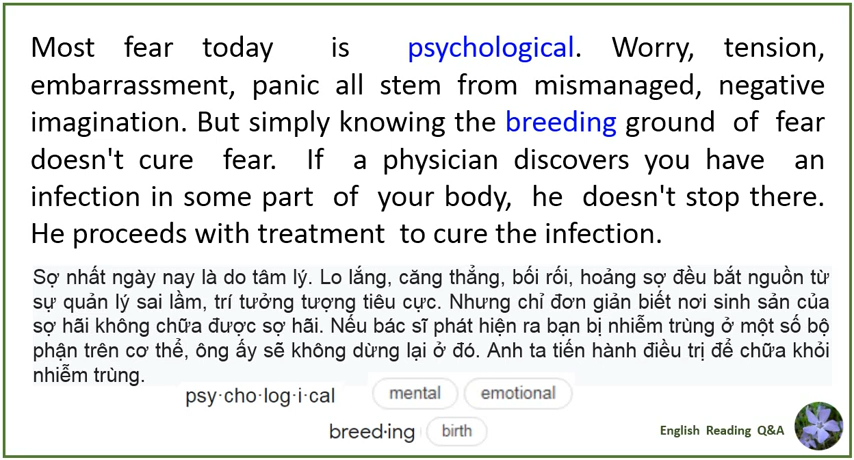 Most fear today is psychological. Worry, tension,
embarrassment, panic all stem from mismanaged, negative
imagination. But simply knowing the breeding ground of fear
doesn't cure fear. If a physician discovers you have an
infection in some part of your body, he doesn't stop there.
He proceeds with treatment to cure the infection.
Sợ nhất ngày nay là do tâm lý. Lo lắng, căng thẳng, bối rối, hoảng sợ đều bắt nguồn từ
sự quản lý sai lầm, trí tưởng tượng tiêu cực. Nhưng chỉ đơn giản biết nơi sinh sản của
sợ hãi không chữa được sợ hãi. Nếu bác sĩ phát hiện ra bạn bị nhiễm trùng ở một số bộ
phận trên cơ thể, ông ấy sẽ không dừng lại ở đó. Anh ta tiến hành điều trị để chữa khỏi
nhiễm trùng.
psy·cho·log·i·cal mental emotional
breed·ing birth
English Reading Q&A